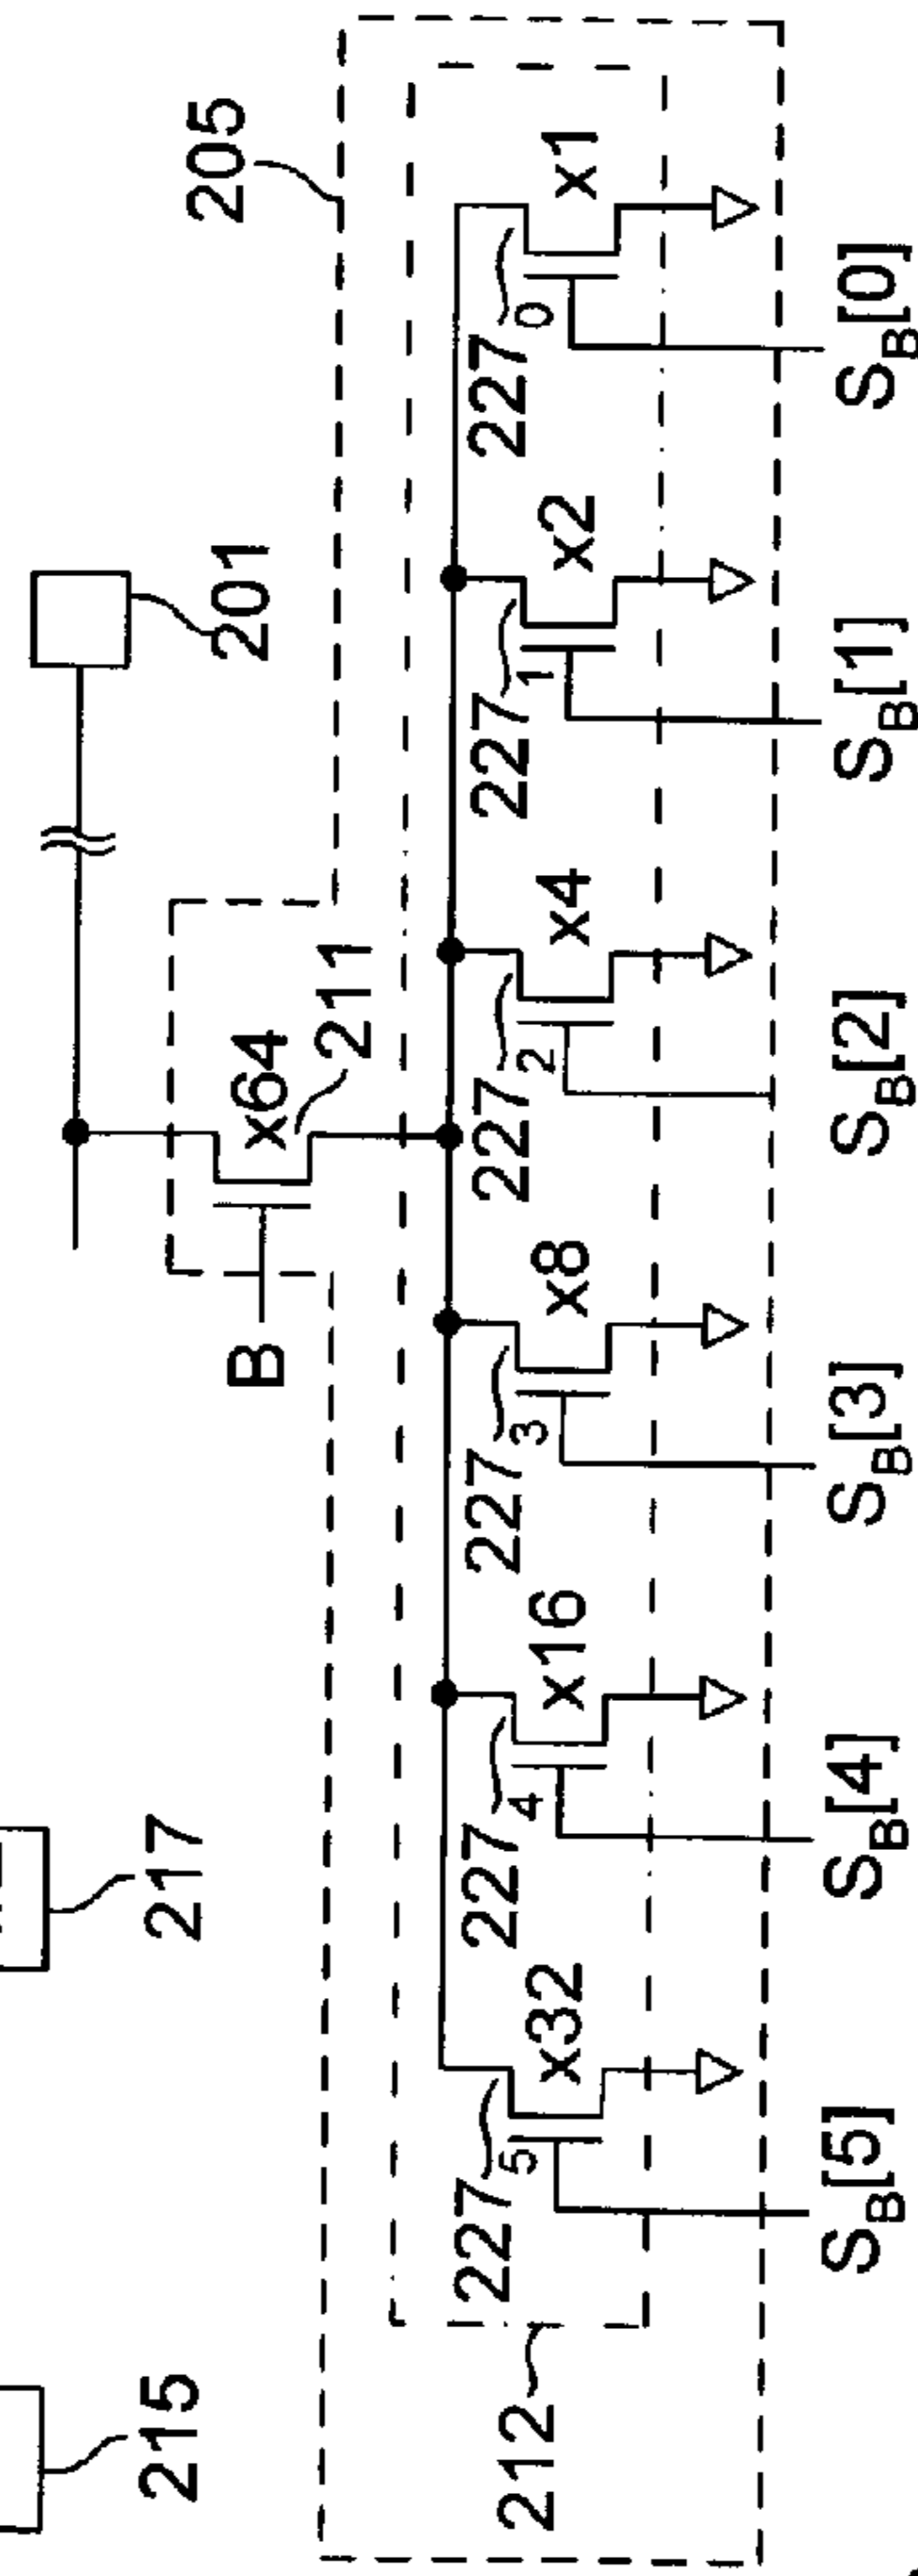 215
217
201
205
B
x64
211
212
227₅
x32
227₄
x16
227₃
x8
227₂
x4
227₁
x2
227₀
x1
S_B[5]
S_B[4]
S_B[3]
S_B[2]
S_B[1]
S_B[0]